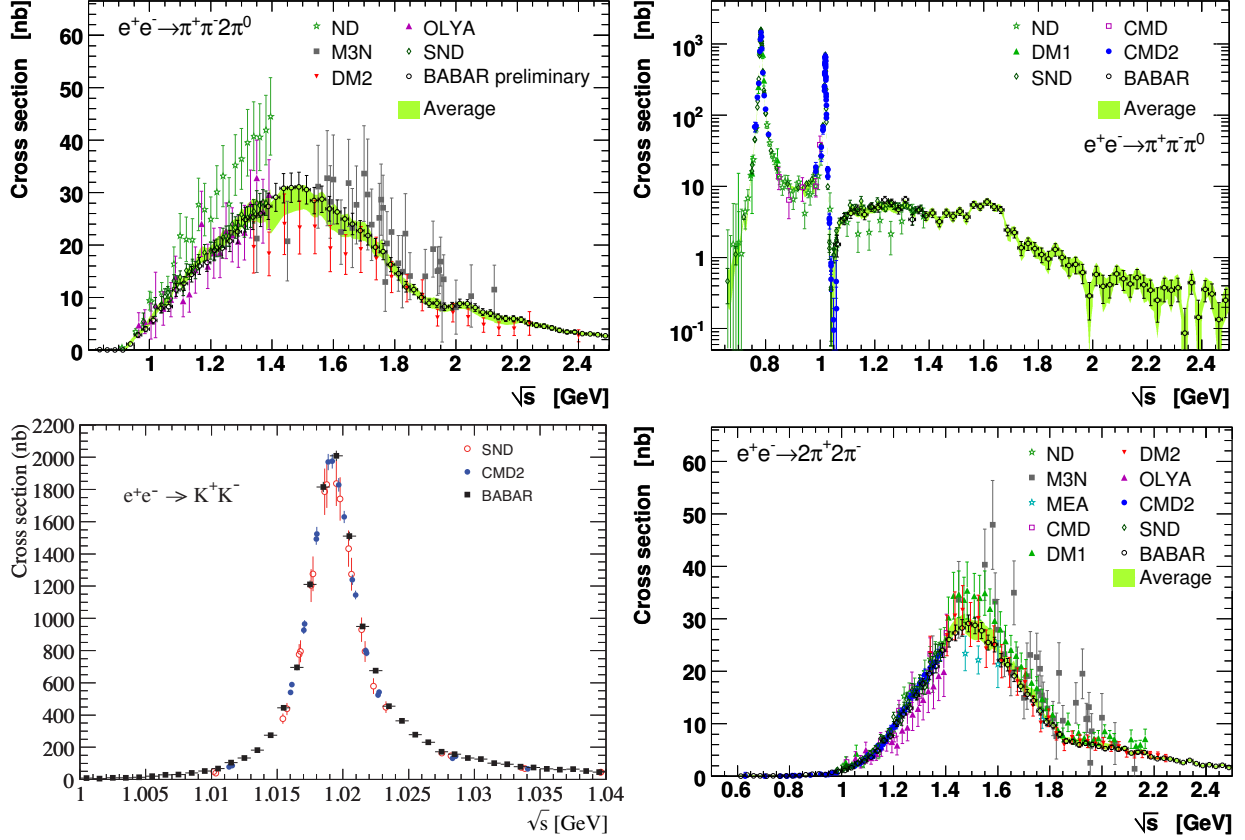 e⁺e⁻→π⁺π⁻2π⁰
ND
M3N
DM2
OLYA
SND
BABAR preliminary
Average
Cross section [nb]
60
50
40
30
20
10
0
1 1.2 1.4 1.6 1.8 2 2.2 2.4
√s [GeV]
ND
DM1
SND
CMD
CMD2
BABAR
Average
e⁺e⁻→π⁺π⁻π⁰
Cross section [nb]
10³
10²
10
1
10⁻¹
0.8 1 1.2 1.4 1.6 1.8 2 2.2 2.4
√s [GeV]
e⁺e⁻ → K⁺K⁻
SND
CMD2
BABAR
Cross section (nb)
2200
2000
1800
1600
1400
1200
1000
800
600
400
200
0
1 1.005 1.01 1.015 1.02 1.025 1.03 1.035 1.04
√s [GeV]
e⁺e⁻→2π⁺2π⁻
ND
M3N
MEA
CMD
DM1
DM2
OLYA
CMD2
SND
BABAR
Average
Cross section [nb]
60
50
40
30
20
10
0
0.6 0.8 1 1.2 1.4 1.6 1.8 2 2.2 2.4
√s [GeV]